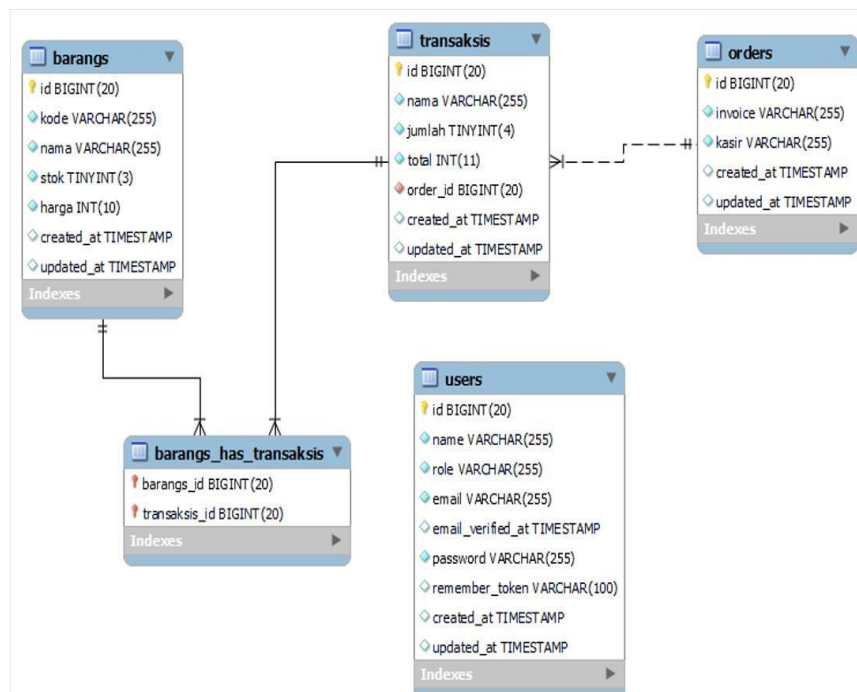 barangs
id BIGINT(20)
kode VARCHAR(255)
nama VARCHAR(255)
stok TINYINT(3)
harga INT(10)
created_at TIMESTAMP
updated_at TIMESTAMP
Indexes
transaksis
id BIGINT(20)
nama VARCHAR(255)
jumlah TINYINT(4)
total INT(11)
order_id BIGINT(20)
created_at TIMESTAMP
updated_at TIMESTAMP
Indexes
orders
id BIGINT(20)
invoice VARCHAR(255)
kasir VARCHAR(255)
created_at TIMESTAMP
updated_at TIMESTAMP
Indexes
barangs_has_transaksis
barangs_id BIGINT(20)
transaksis_id BIGINT(20)
Indexes
users
id BIGINT(20)
name VARCHAR(255)
role VARCHAR(255)
email VARCHAR(255)
email_verified_at TIMESTAMP
password VARCHAR(255)
remember_token VARCHAR(100)
created_at TIMESTAMP
updated_at TIMESTAMP
Indexes